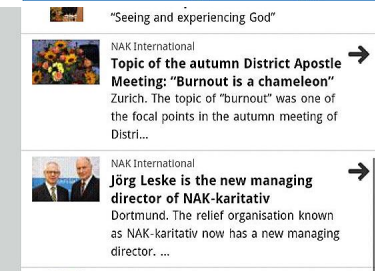 “Seeing and experiencing God”
NAK International
Topic of the autumn District Apostle
Meeting: “Burnout is a chameleon”
Zurich. The topic of “burnout” was one of
the focal points in the autumn meeting of
Distri...
NAK International
Jörg Leske is the new managing
director of NAK-karitativ
Dortmund. The relief organisation known
as NAK-karitativ now has a new managing
director. ...